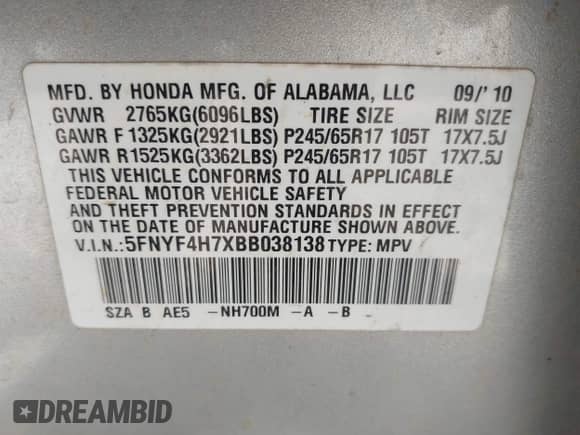 MFD. BY HONDA MFG. OF ALABAMA, LLC 09/'10
GVWR 2765KG(6096LBS) TIRE SIZE RIM SIZE
GAWR F 1325KG(2921LBS) P245/65R17 105T 17X7.5J
GAWR R 1525KG(3362LBS) P245/65R17 105T 17X7.5J
THIS VEHICLE CONFORMS TO ALL APPLICABLE
FEDERAL MOTOR VEHICLE SAFETY
AND THEFT PREVENTION STANDARDS IN EFFECT
ON THE DATE OF MANUFACTURE SHOWN ABOVE.
V.I.N.:5FNYF4H7XBB038138 TYPE: MPV
SZA B AE5 -NH700M -A -B -
DREAMBID